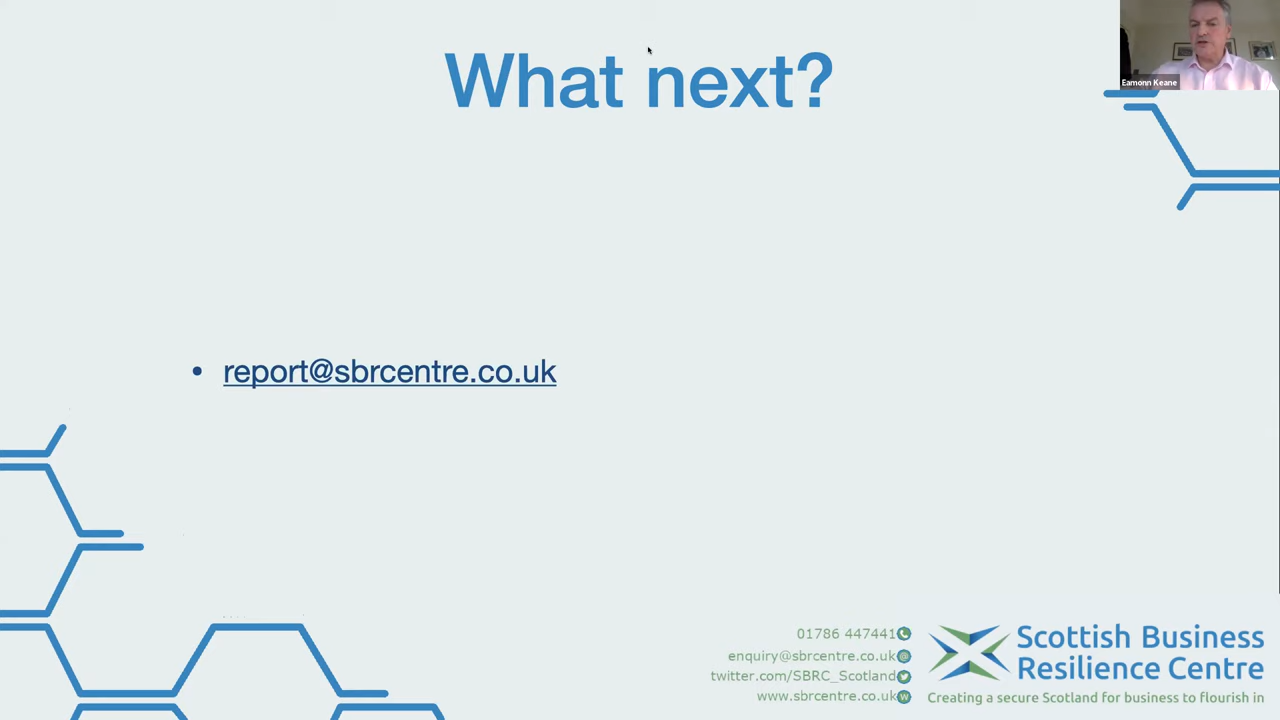 What next?
Eamonn Keane
• report@sbrcentre.co.uk
01786 447441
enquiry@sbrcentre.co.uk
twitter.com/SBRC_Scotland
www.sbrcentre.co.uk
Scottish Business
Resilience Centre
Creating a secure Scotland for business to flourish in